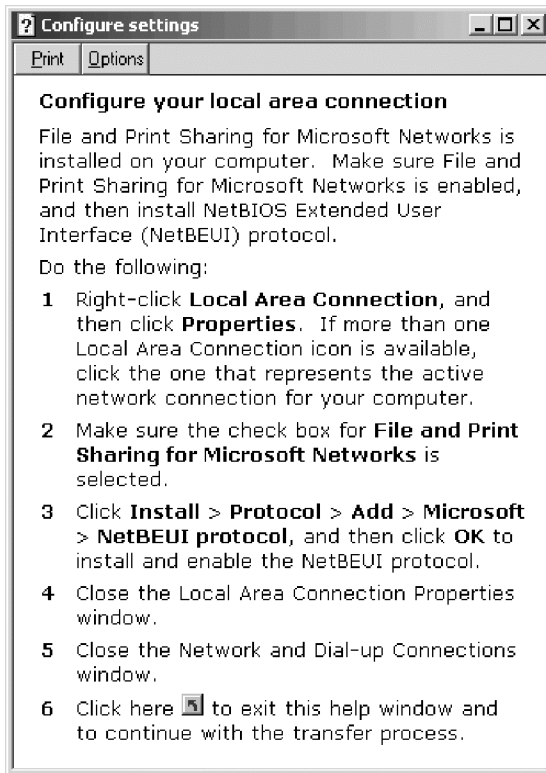 Configure settings
Print Options
Configure your local area connection
File and Print Sharing for Microsoft Networks is
installed on your computer. Make sure File and
Print Sharing for Microsoft Networks is enabled,
and then install NetBIOS Extended User
Interface (NetBEUI) protocol.
Do the following:
1 Right-click Local Area Connection, and
then click Properties. If more than one
Local Area Connection icon is available,
click the one that represents the active
network connection for your computer.
2 Make sure the check box for File and Print
Sharing for Microsoft Networks is
selected.
3 Click Install > Protocol > Add > Microsoft
> NetBEUI protocol, and then click OK to
install and enable the NetBEUI protocol.
4 Close the Local Area Connection Properties
window.
5 Close the Network and Dial-up Connections
window.
6 Click here to exit this help window and
to continue with the transfer process.